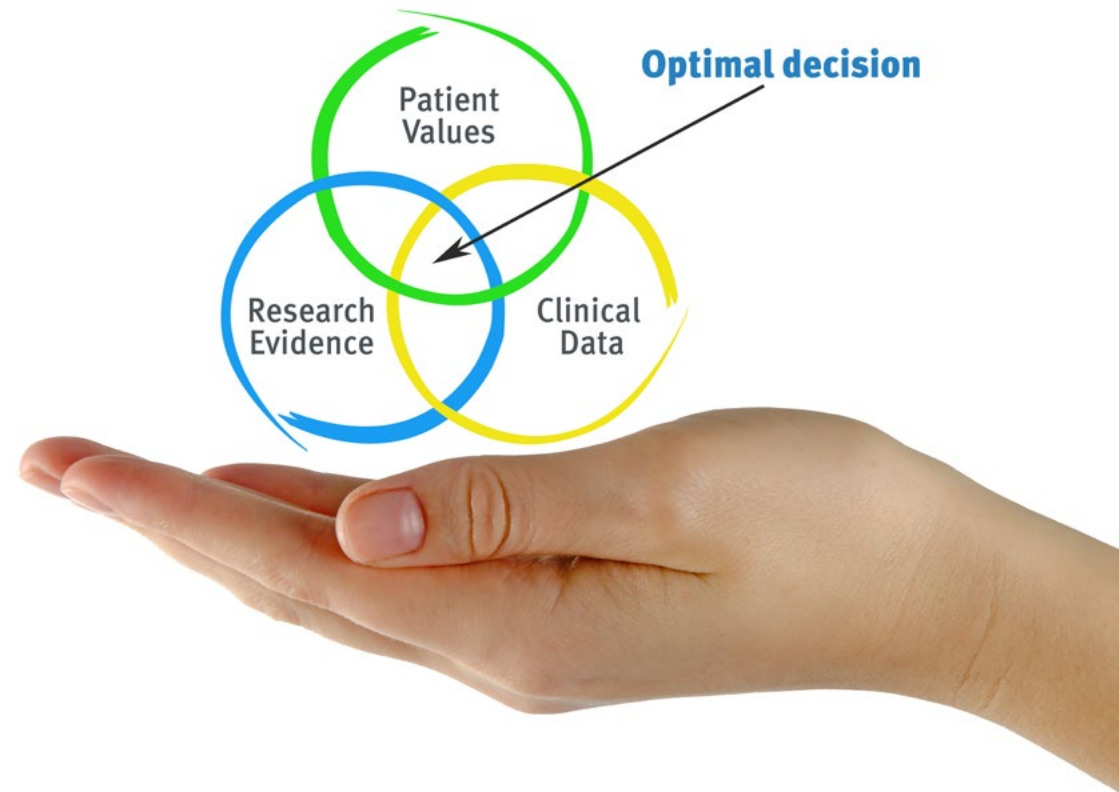 Optimal decision
Patient
Values
Research
Evidence
Clinical
Data